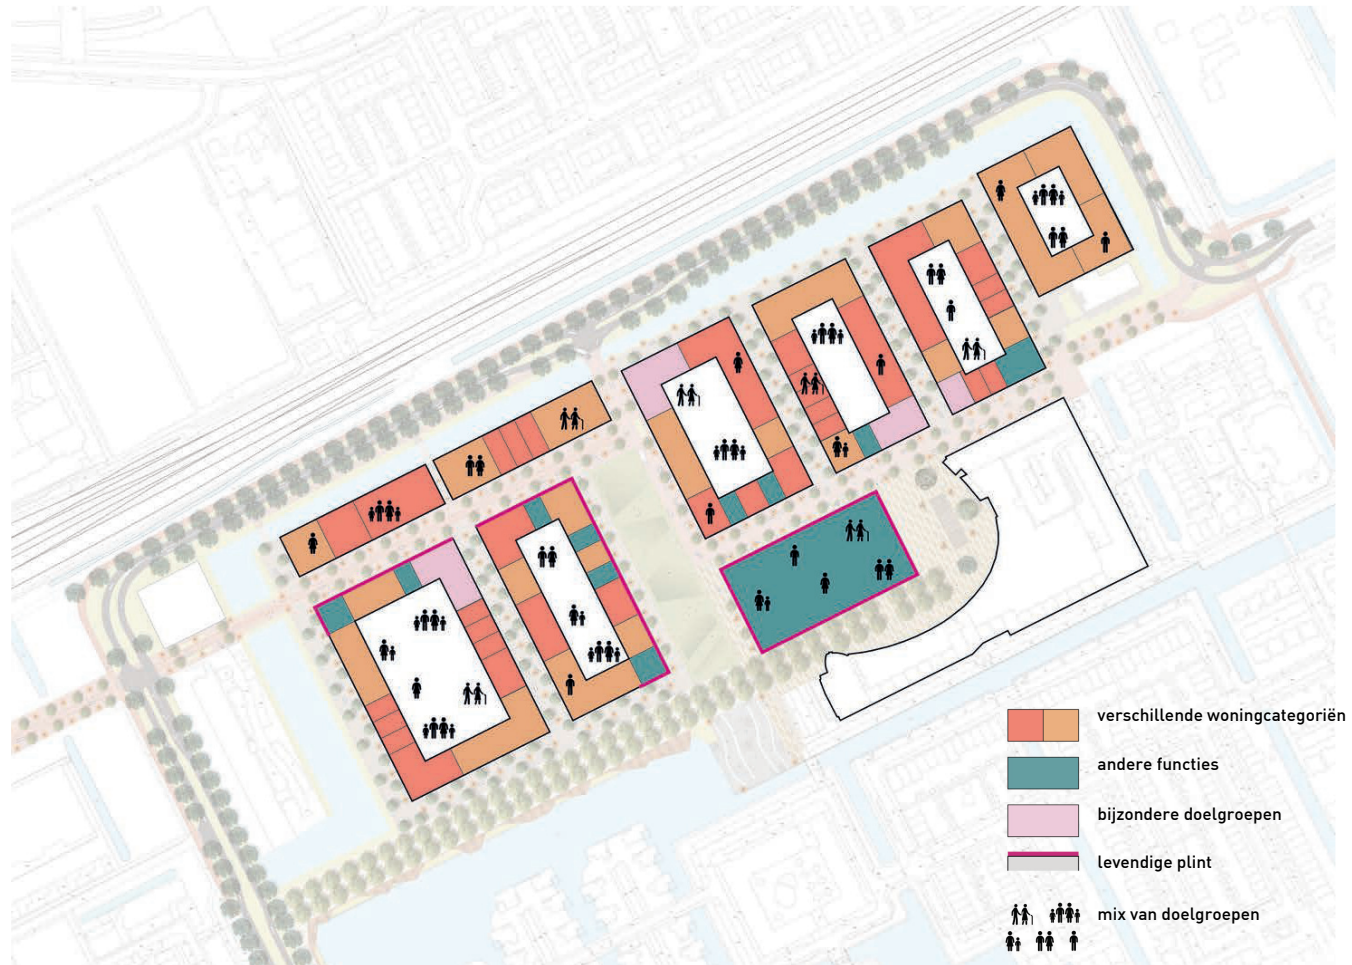 verschillende woningcategoriën
andere functies
bijzondere doelgroepen
levendige plint
mix van doelgroepen